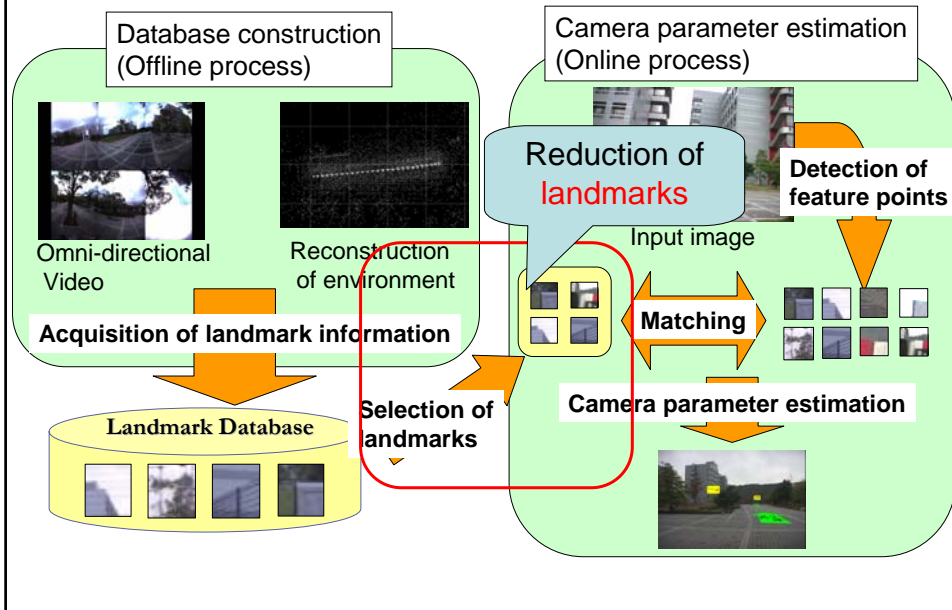 Database construction
(Offline process)
Camera parameter estimation
(Online process)
Reduction of
landmarks
Detection of
feature points
Input image
Omni-directional
Video
Reconstruction
of environment
Acquisition of landmark information
Matching
Selection of
landmarks
Camera parameter estimation
Landmark Database